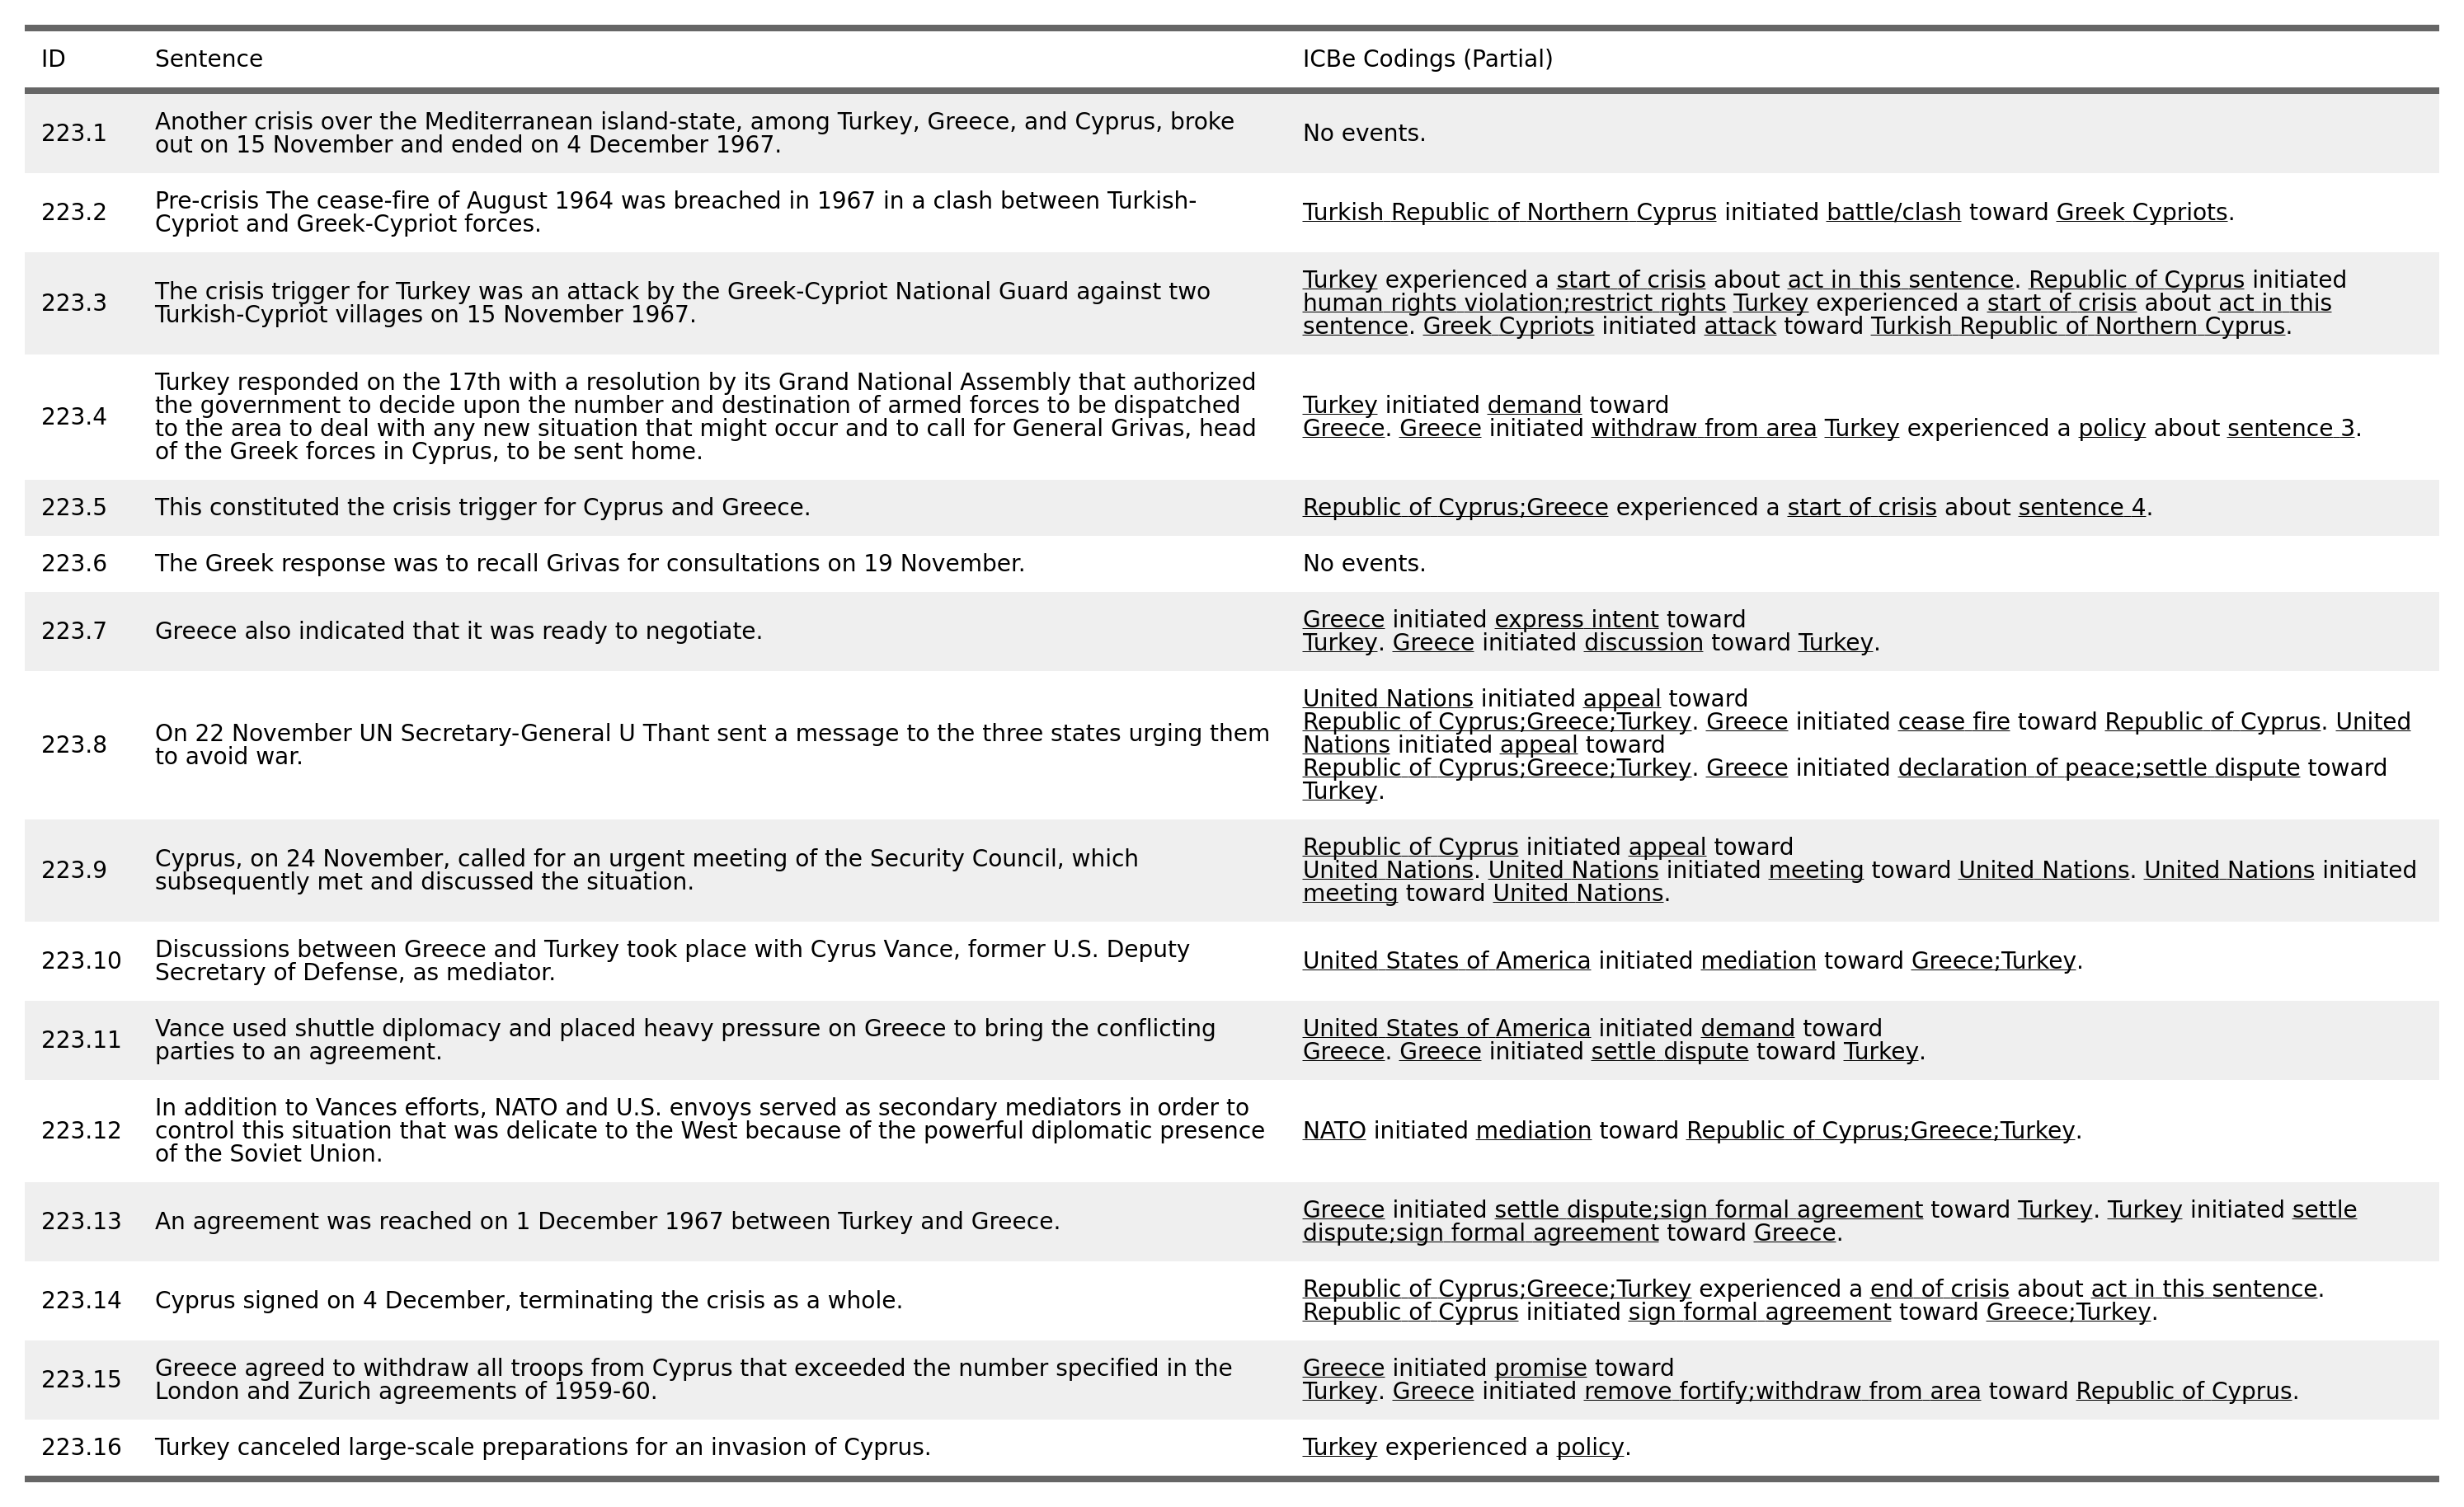 ID Sentence ICBe Codings (Partial)
223.1 Another crisis over the Mediterranean island-state, among Turkey, Greece, and Cyprus, broke
out on 15 November and ended on 4 December 1967. No events.
223.2 Pre-crisis The cease-fire of August 1964 was breached in 1967 in a clash between Turkish-
Cypriot and Greek-Cypriot forces. Turkish Republic of Northern Cyprus initiated battle/clash toward Greek Cypriots.
223.3 The crisis trigger for Turkey was an attack by the Greek-Cypriot National Guard against two
Turkish-Cypriot villages on 15 November 1967.
Turkey experienced a start of crisis about act in this sentence. Republic of Cyprus initiated
human rights violation;restrict rights Turkey experienced a start of crisis about act in this
sentence. Greek Cypriots initiated attack toward Turkish Republic of Northern Cyprus.
223.4 Turkey responded on the 17th with a resolution by its Grand National Assembly that authorized
the government to decide upon the number and destination of armed forces to be dispatched
to the area to deal with any new situation that might occur and to call for General Grivas, head
of the Greek forces in Cyprus, to be sent home.
Turkey initiated demand toward
Greece. Greece initiated withdraw from area Turkey experienced a policy about sentence 3.
223.5 This constituted the crisis trigger for Cyprus and Greece. Republic of Cyprus;Greece experienced a start of crisis about sentence 4.
223.6 The Greek response was to recall Grivas for consultations on 19 November. No events.
223.7 Greece also indicated that it was ready to negotiate.
Greece initiated express intent toward
Turkey. Greece initiated discussion toward Turkey.
223.8 On 22 November UN Secretary-General U Thant sent a message to the three states urging them
to avoid war.
United Nations initiated appeal toward
Republic of Cyprus;Greece;Turkey. Greece initiated cease fire toward Republic of Cyprus. United
Nations initiated appeal toward
Republic of Cyprus;Greece;Turkey. Greece initiated declaration of peace;settle dispute toward
Turkey.
223.9 Cyprus, on 24 November, called for an urgent meeting of the Security Council, which
subsequently met and discussed the situation.
Republic of Cyprus initiated appeal toward
United Nations. United Nations initiated meeting toward United Nations. United Nations initiated
meeting toward United Nations.
223.10 Discussions between Greece and Turkey took place with Cyrus Vance, former U.S. Deputy
Secretary of Defense, as mediator. United States of America initiated mediation toward Greece;Turkey.
223.11 Vance used shuttle diplomacy and placed heavy pressure on Greece to bring the conflicting
parties to an agreement.
United States of America initiated demand toward
Greece. Greece initiated settle dispute toward Turkey.
223.12 In addition to Vances efforts, NATO and U.S. envoys served as secondary mediators in order to
control this situation that was delicate to the West because of the powerful diplomatic presence
of the Soviet Union.
NATO initiated mediation toward Republic of Cyprus;Greece;Turkey.
223.13 An agreement was reached on 1 December 1967 between Turkey and Greece.
Greece initiated settle dispute;sign formal agreement toward Turkey. Turkey initiated settle
dispute;sign formal agreement toward Greece.
223.14 Cyprus signed on 4 December, terminating the crisis as a whole.
Republic of Cyprus;Greece;Turkey experienced a end of crisis about act in this sentence.
Republic of Cyprus initiated sign formal agreement toward Greece;Turkey.
223.15 Greece agreed to withdraw all troops from Cyprus that exceeded the number specified in the
London and Zurich agreements of 1959-60.
Greece initiated promise toward
Turkey. Greece initiated remove fortify;withdraw from area toward Republic of Cyprus.
223.16 Turkey canceled large-scale preparations for an invasion of Cyprus. Turkey experienced a policy.